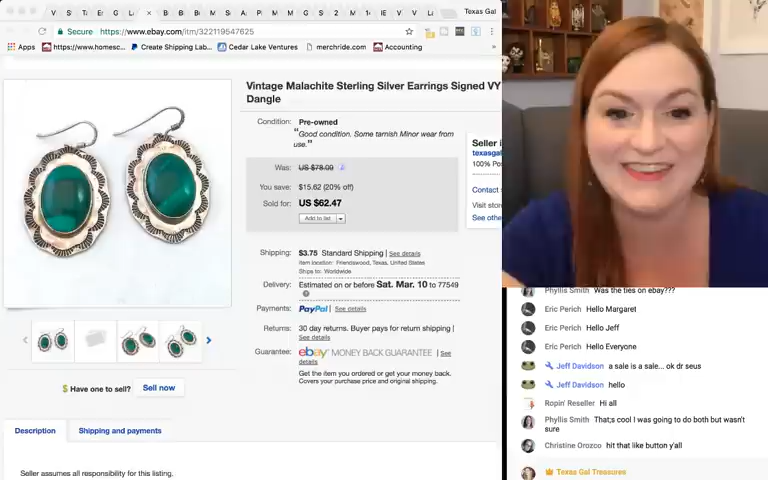 Texas Gal
Secure https://www.ebay.com/itm/322119547625
Apps https://www.homesc... Create Shipping Lab... Cedar Lake Ventures merchride.com Accounting »
Vintage Malachite Sterling Silver Earrings Signed VY
Dangle
Condition: Pre-owned
"Good condition. Some tarnish Minor wear from
use."
Was: US $78.09
You save: $15.62 (20% off)
Sold for: US $62.47
Add to list
Seller i
texasgal
100% Po
Contact
Visit stor
See othe
Shipping: $3.75 Standard Shipping | See details
Item location: Friendswood, Texas, United States
Ships to: Worldwide
Delivery: Estimated on or before Sat. Mar. 10 to 77549
Payments: PayPal | See details
Returns: 30 day returns. Buyer pays for return shipping |
See details
Guarantee: ebay MONEY BACK GUARANTEE | See
details
Get the item you ordered or get your money back.
Covers your purchase price and original shipping.
$ Have one to sell? Sell now
Description Shipping and payments
Seller assumes all responsibility for this listing.
Phyllis Smith Was the ties on ebay???
Eric Perich Hello Margaret
Eric Perich Hello Jeff
Eric Perich Hello Everyone
Jeff Davidson a sale is a sale... ok dr seus
Jeff Davidson hello
Ropin' Reseller Hi all
Phyllis Smith That;s cool I was going to do both but wasn't
sure
Christine Orozco hit that like button y'all
Texas Gal Treasures